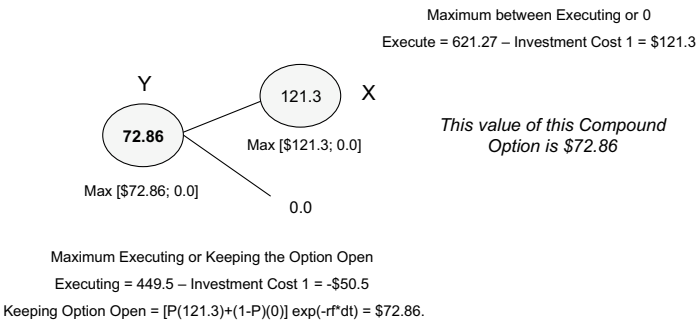 Maximum between Executing or 0
Execute = 621.27 – Investment Cost 1 = $121.3
Y
121.3
X
72.86
Max [$121.3; 0.0]
This value of this Compound
Option is $72.86
Max [$72.86; 0.0]
0.0
Maximum Executing or Keeping the Option Open
Executing = 449.5 – Investment Cost 1 = -$50.5
Keeping Option Open = [P(121.3)+(1-P)(0)] exp(-rf*dt) = $72.86.